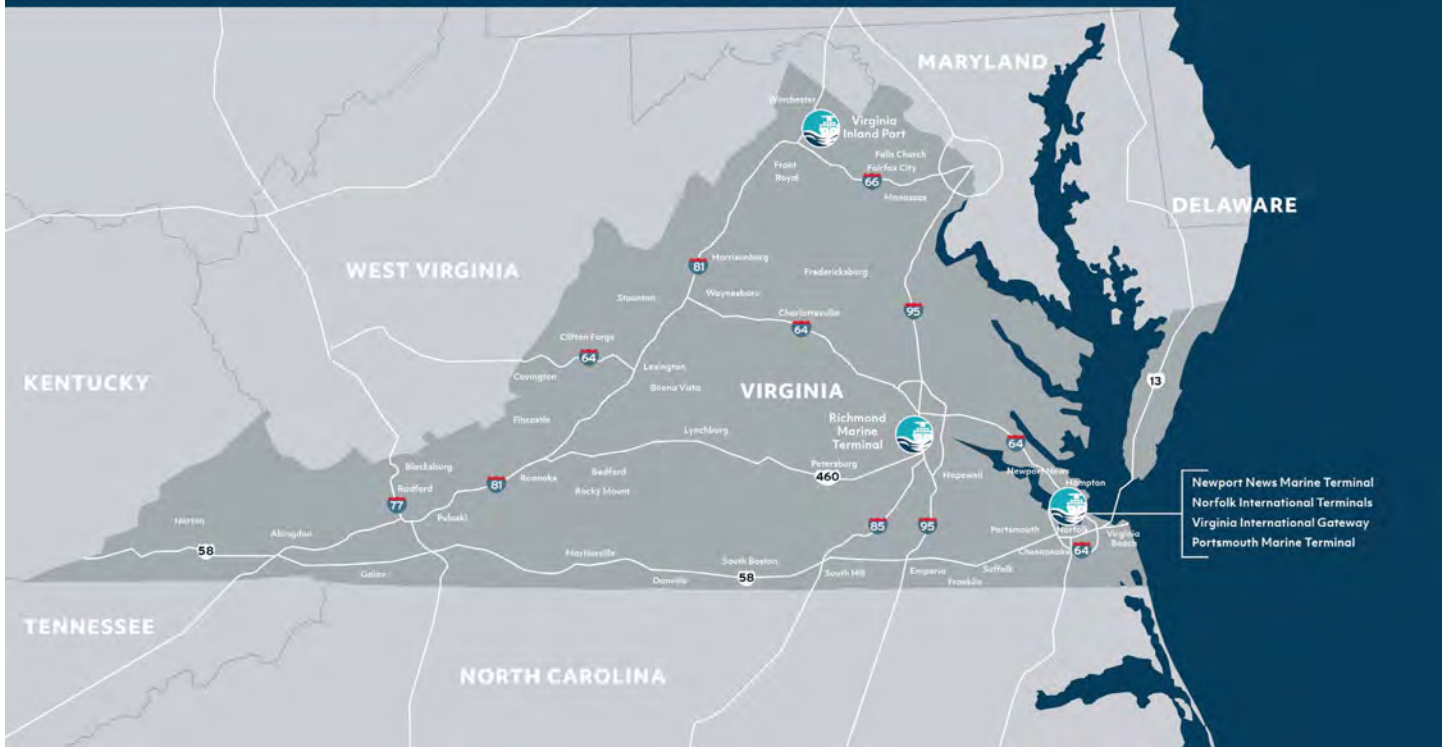 MARYLAND
Winchester
Virginia
Inland Port
Falls Church
Fairfax City
Front
Royal
66
Manassas
DELAWARE
WEST VIRGINIA
81
Harrisonburg
Fredericksburg
Staunton
Waynesboro
Charlottesville
95
64
Clifton Forge
64
Covington
Lexington
Buena Vista
KENTUCKY
VIRGINIA
13
Fincastle
Lynchburg
Richmond
Marine
Terminal
64
Blacksburg
Radford
Roanoke
Bedford
Rocky Mount
Petersburg
460
Hopewell
Newport News
Hampton
81
77
Pulaski
Norton
Abingdon
58
85
95
Portsmouth
Norfolk
Virginia
Beach
Chesapeake
64
Newport News Marine Terminal
Norfolk International Terminals
Virginia International Gateway
Portsmouth Marine Terminal
Martinsville
South Boston
58
Galax
Danville
South Hill
Emporia
Franklin
Suffolk
TENNESSEE
NORTH CAROLINA